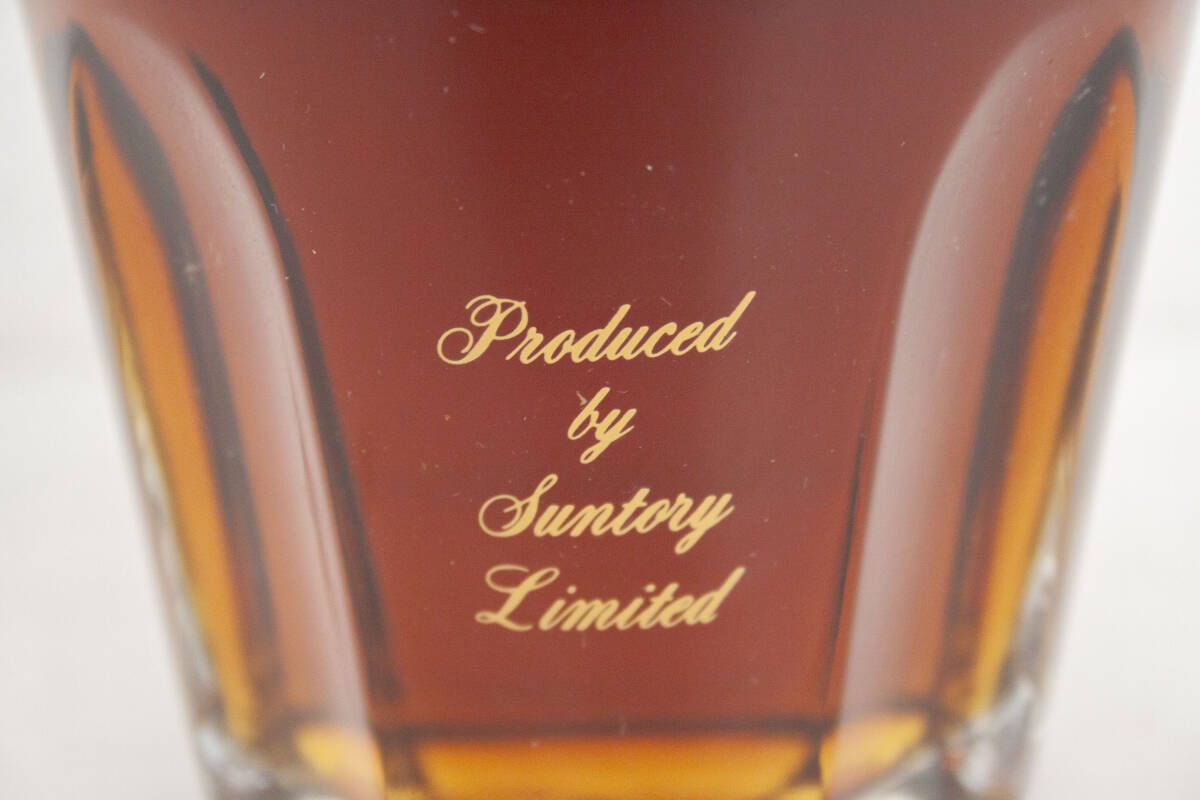 Produced
by
Suntory
Limited